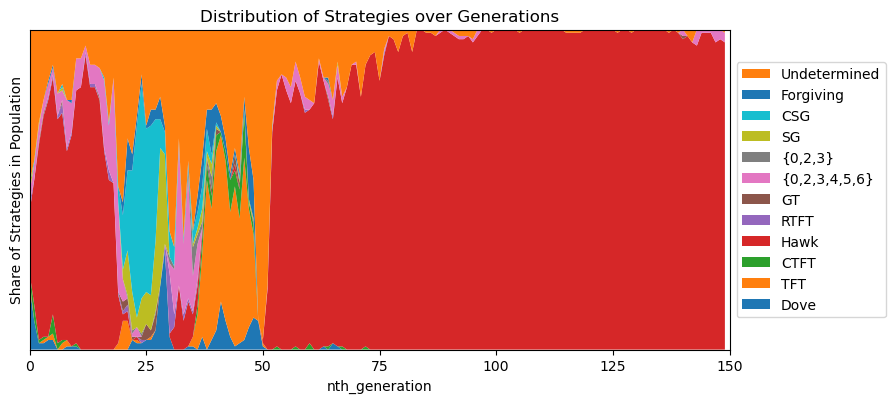 Distribution of Strategies over Generations
Share of Strategies in Population
Undetermined
Forgiving
CSG
SG
{0,2,3}
{0,2,3,4,5,6}
GT
RTFT
Hawk
CTFT
TFT
Dove
0 25 50 75 100 125 150
nth_generation